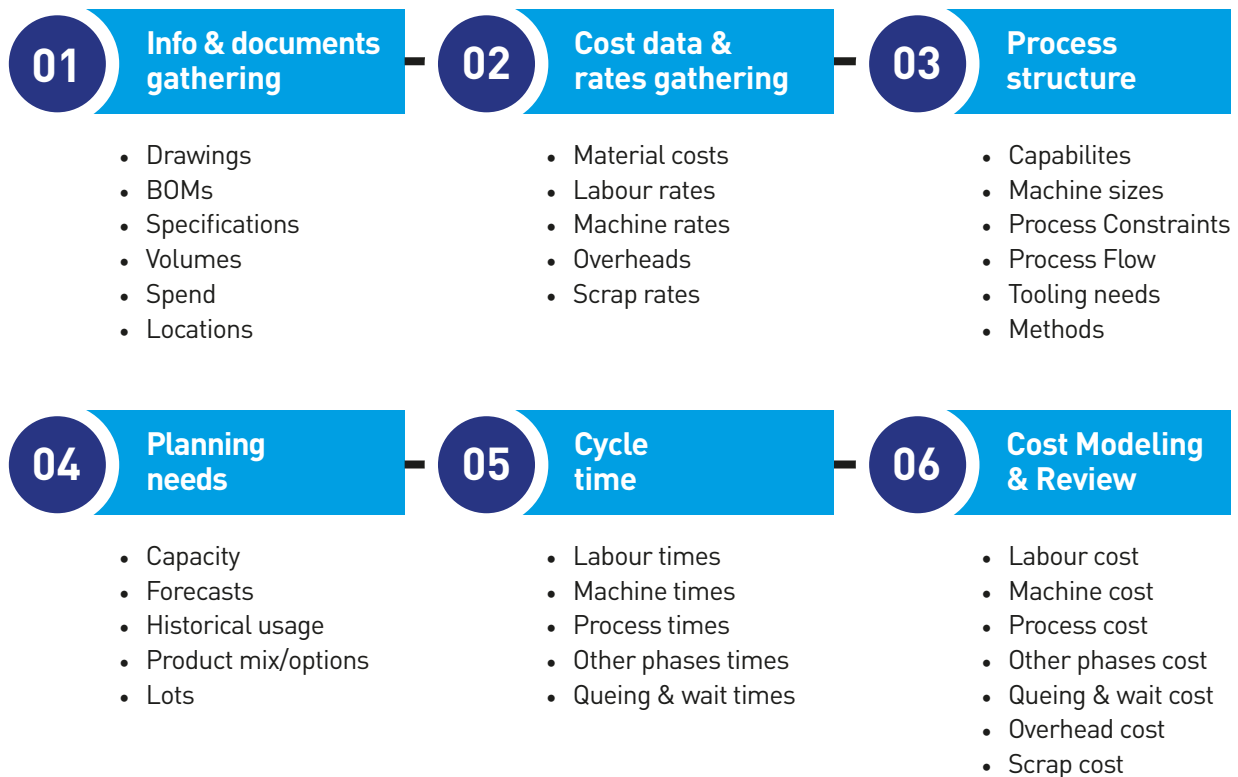 01
Info & documents
gathering
• Drawings
• BOMs
• Specifications
• Volumes
• Spend
• Locations
02
Cost data &
rates gathering
• Material costs
• Labour rates
• Machine rates
• Overheads
• Scrap rates
03
Process
structure
• Capabilites
• Machine sizes
• Process Constraints
• Process Flow
• Tooling needs
• Methods
04
Planning
needs
• Capacity
• Forecasts
• Historical usage
• Product mix/options
• Lots
05
Cycle
time
• Labour times
• Machine times
• Process times
• Other phases times
• Queing & wait times
06
Cost Modeling
& Review
• Labour cost
• Machine cost
• Process cost
• Other phases cost
• Queing & wait cost
• Overhead cost
• Scrap cost